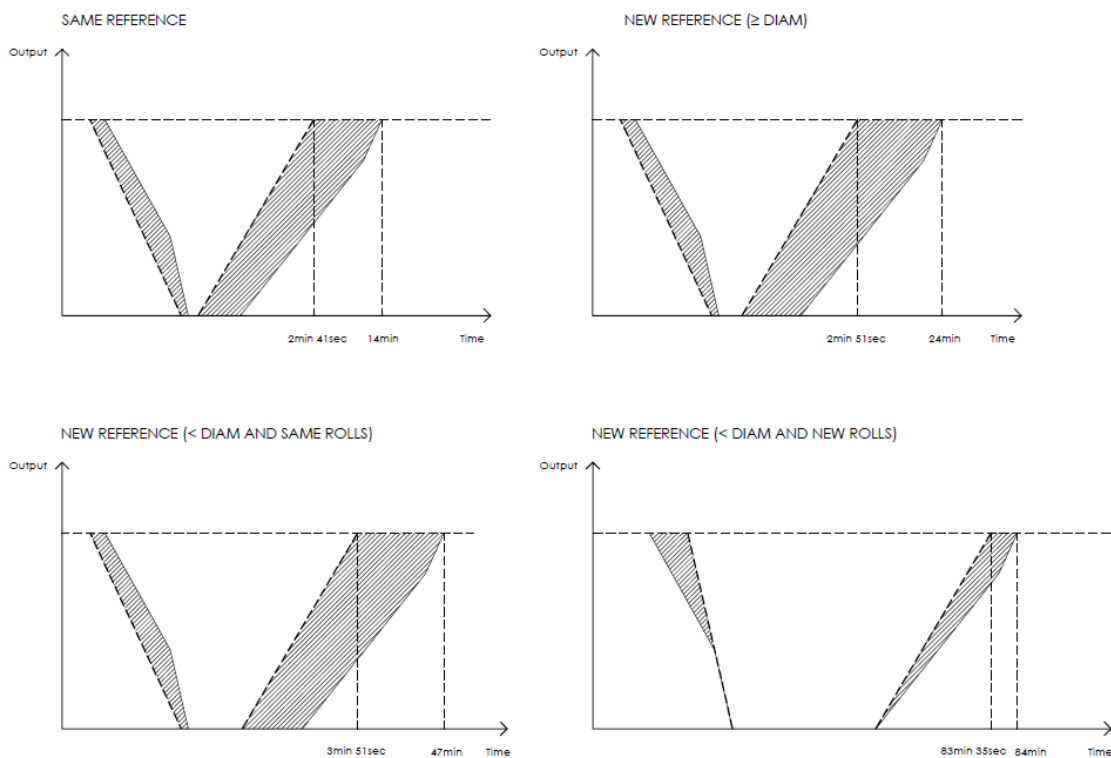 SAME REFERENCE
Output
2min 41sec
14min
Time
NEW REFERENCE (≥ DIAM)
Output
2min 51sec
24min
Time
NEW REFERENCE (< DIAM AND SAME ROLLS)
Output
3min 51sec
47min
Time
NEW REFERENCE (< DIAM AND NEW ROLLS)
Output
83min 35sec
84min
Time